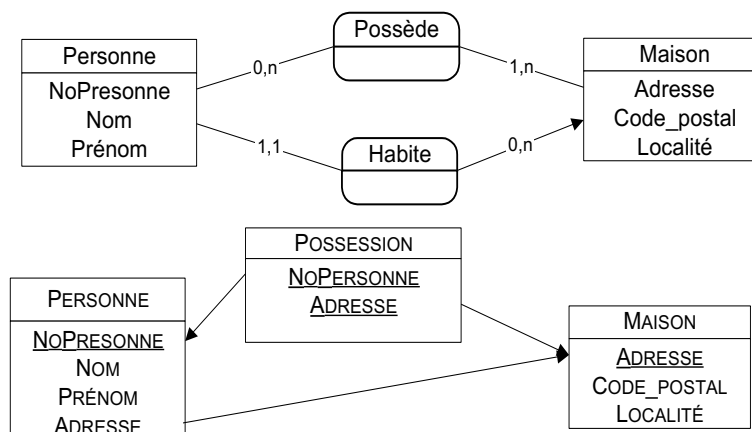 Possède
Personne
Maison
0,n
1,n
NoPresonne
Nom
Prénom
Adresse
Code_postal
Localité
1,1
Habite
0,n
POSSESSION
NOPERSONNE
ADRESSE
PERSONNE
NOPRESONNE
NOM
PRÉNOM
ADRESSE
MAISON
ADRESSE
CODE_POSTAL
LOCALITÉ